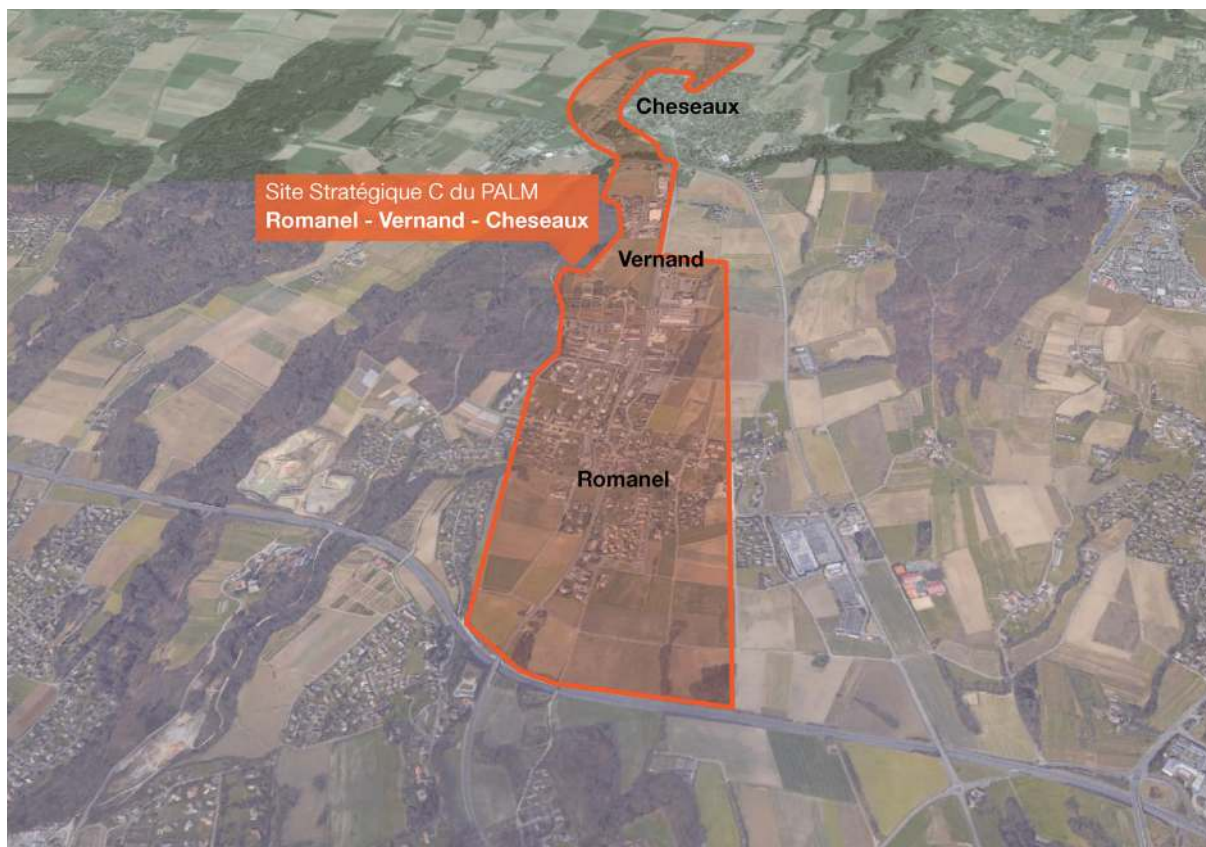 Cheseaux
Site Stratégique C du PALM
Romanel - Vernand - Cheseaux
Vernand
Romanel